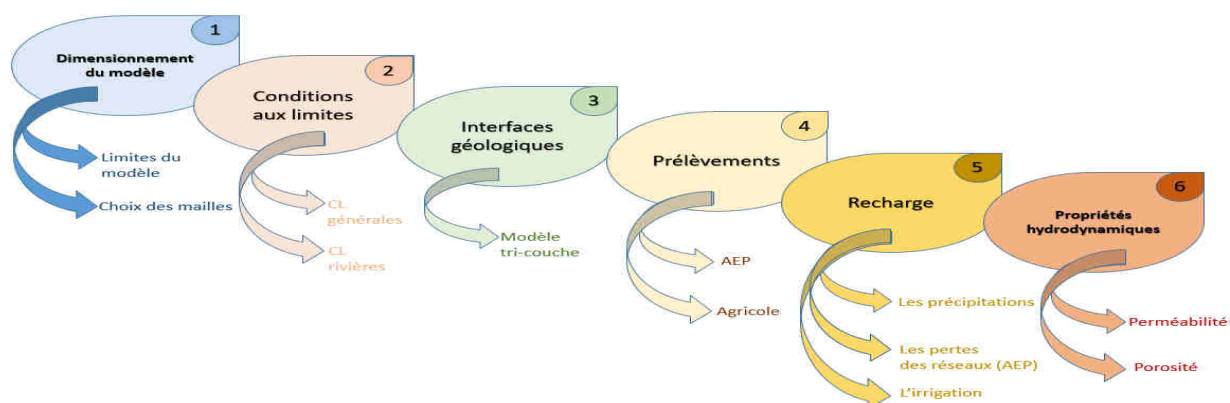 1
Dimensionnement
du modèle
Limites du
modèle
Choix des mailles
2
Conditions
aux limites
CL
générales
CL
rivières
3
Interfaces
géologiques
Modèle
tri-couche
4
Prélèvements
AEP
Agricole
5
Recharge
Les précipitations
Les pertes
des réseaux (AEP)
L'irrigation
6
Propriétés
hydrodynamiques
Perméabilité
Porosité